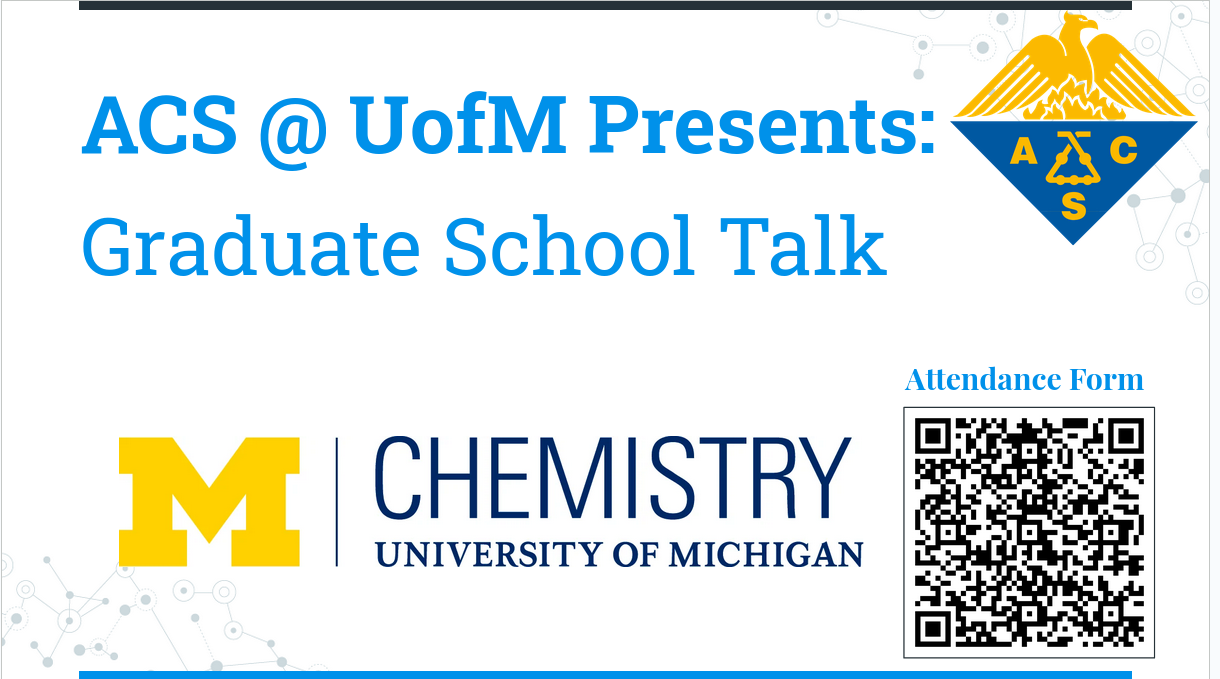 ACS @ UofM Presents:
Graduate School Talk
A C
S
Attendance Form
M
CHEMISTRY
UNIVERSITY OF MICHIGAN